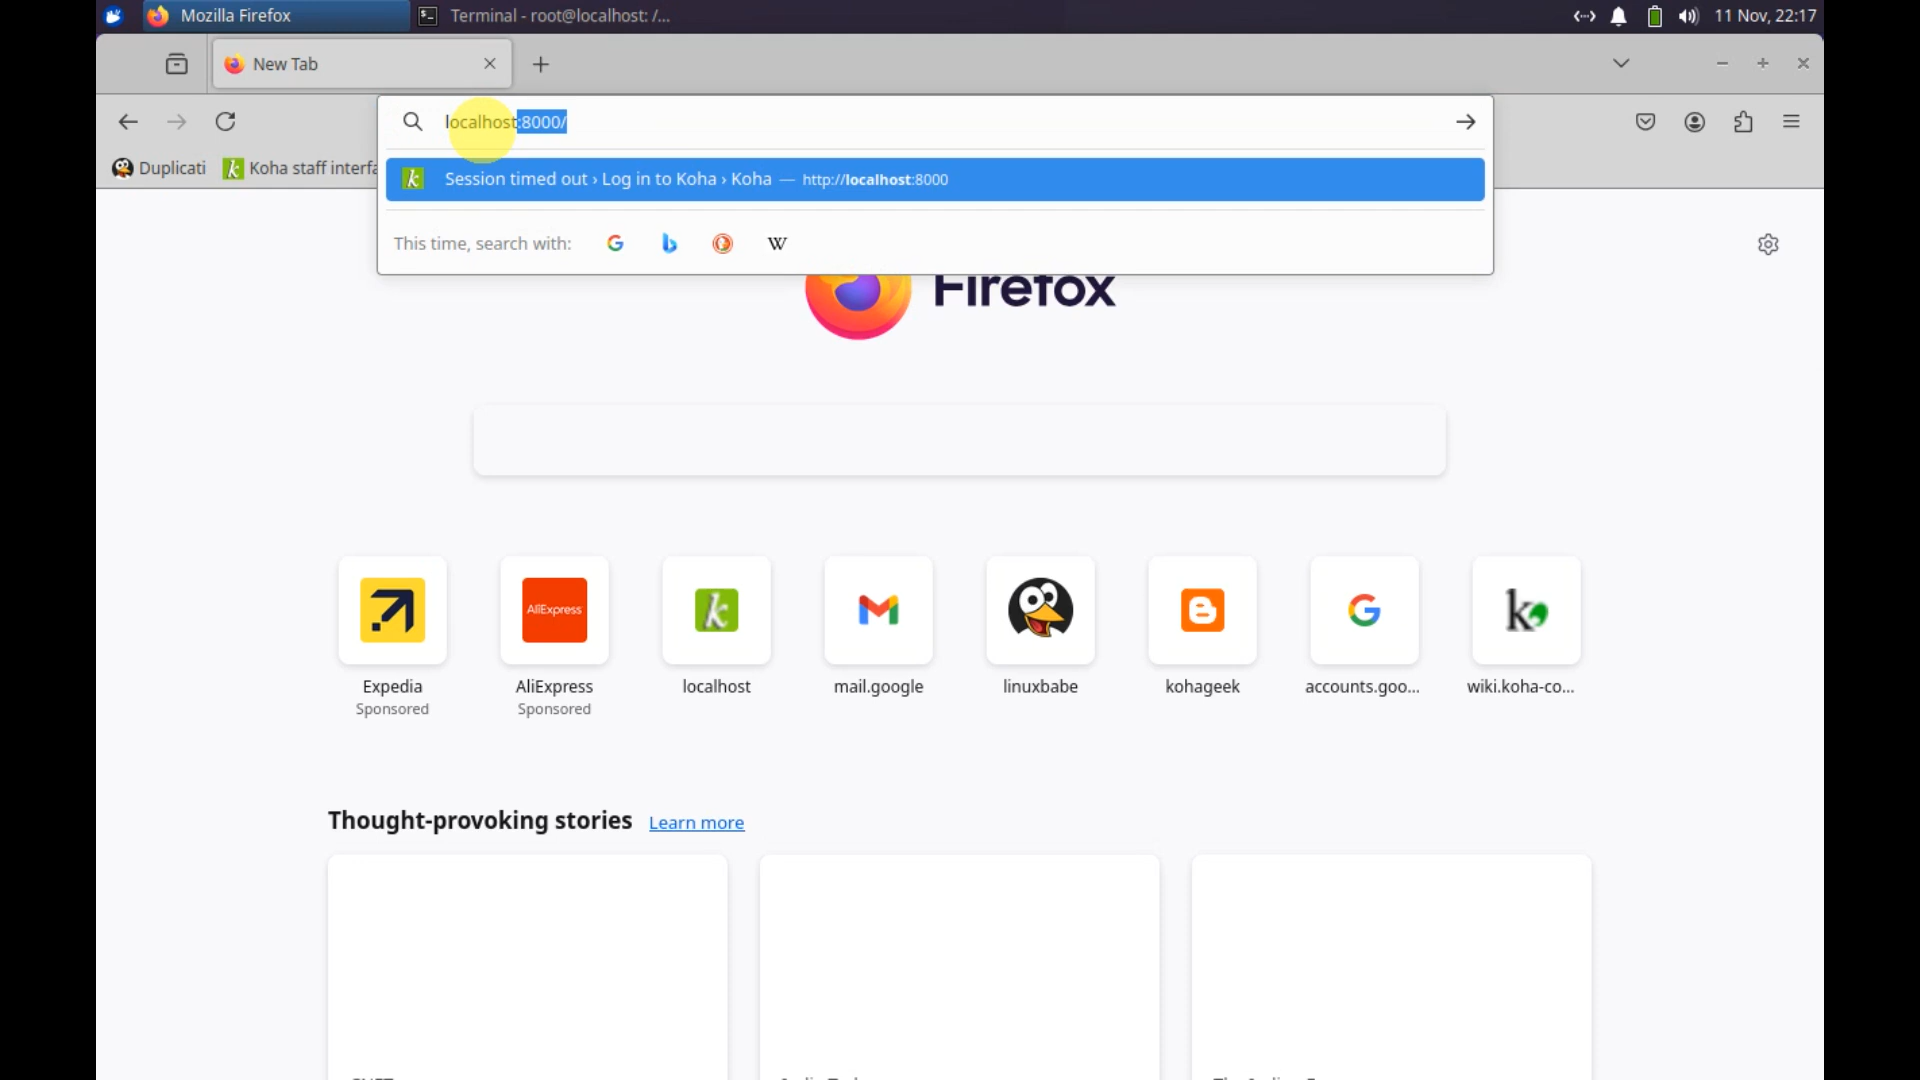 Mozilla Firefox
Terminal - root@localhost: /...
11 Nov, 22:17
New Tab
localhost:8000/
Duplicati
Koha staff interfa
Session timed out › Log in to Koha › Koha — http://localhost:8000
This time, search with:
Firefox
AliExpress
Expedia
Sponsored
AliExpress
Sponsored
localhost
mail.google
linuxbabe
kohageek
accounts.goo...
wiki.koha-co...
Thought-provoking stories
Learn more